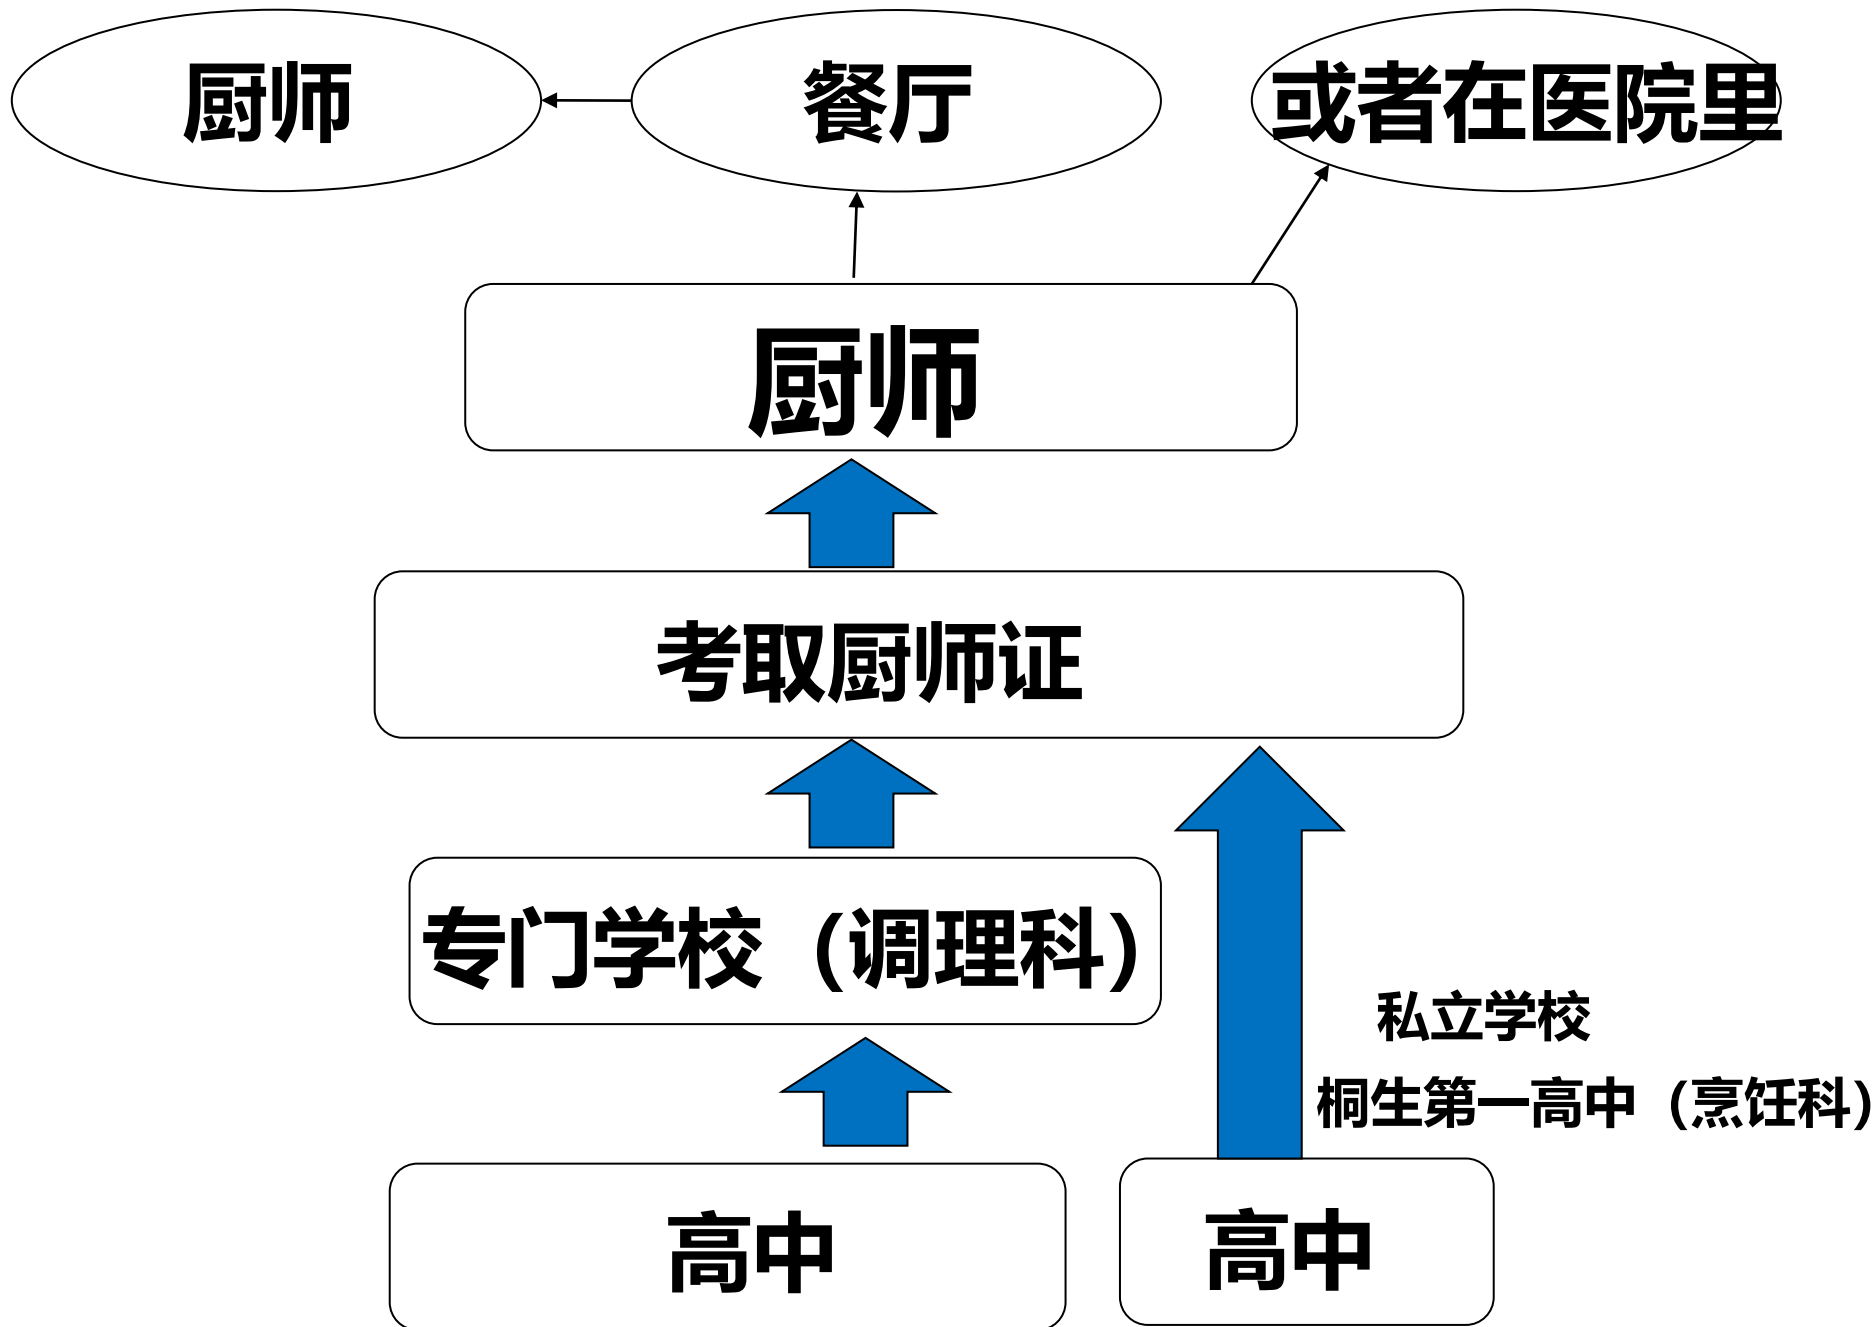 厨师
餐厅
或者在医院里
厨师
考取厨师证
专门学校（调理科）
私立学校
桐生第一高中（烹饪科）
高中
高中